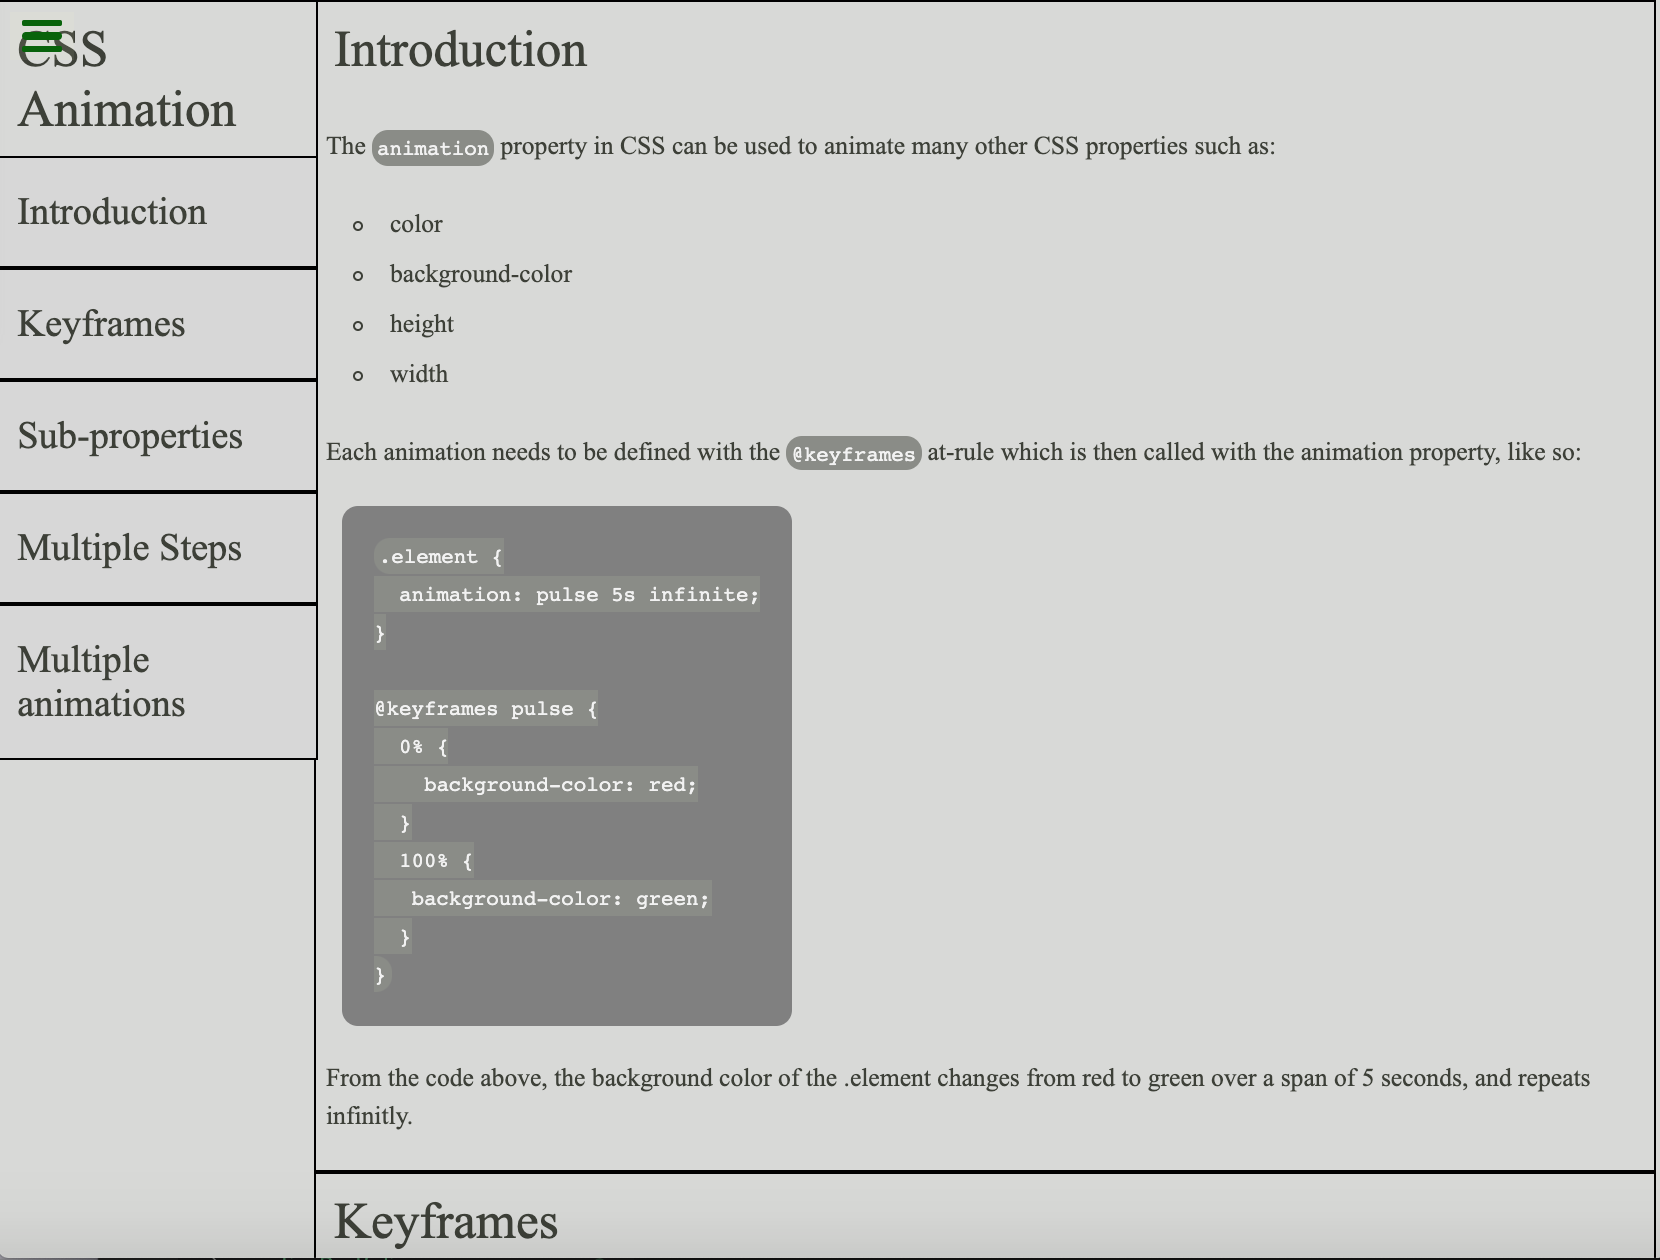 CSS
Animation
Introduction
Keyframes
Sub-properties
Multiple Steps
Multiple
animations
Introduction
The animation property in CSS can be used to animate many other CSS properties such as:
color
background-color
height
width
Each animation needs to be defined with the @keyframes at-rule which is then called with the animation property, like so:
.element {
  animation: pulse 5s infinite;
}
@keyframes pulse {
  0% {
    background-color: red;
  }
  100% {
   background-color: green;
  }
}
From the code above, the background color of the .element changes from red to green over a span of 5 seconds, and repeats
infinitly.
Keyframes